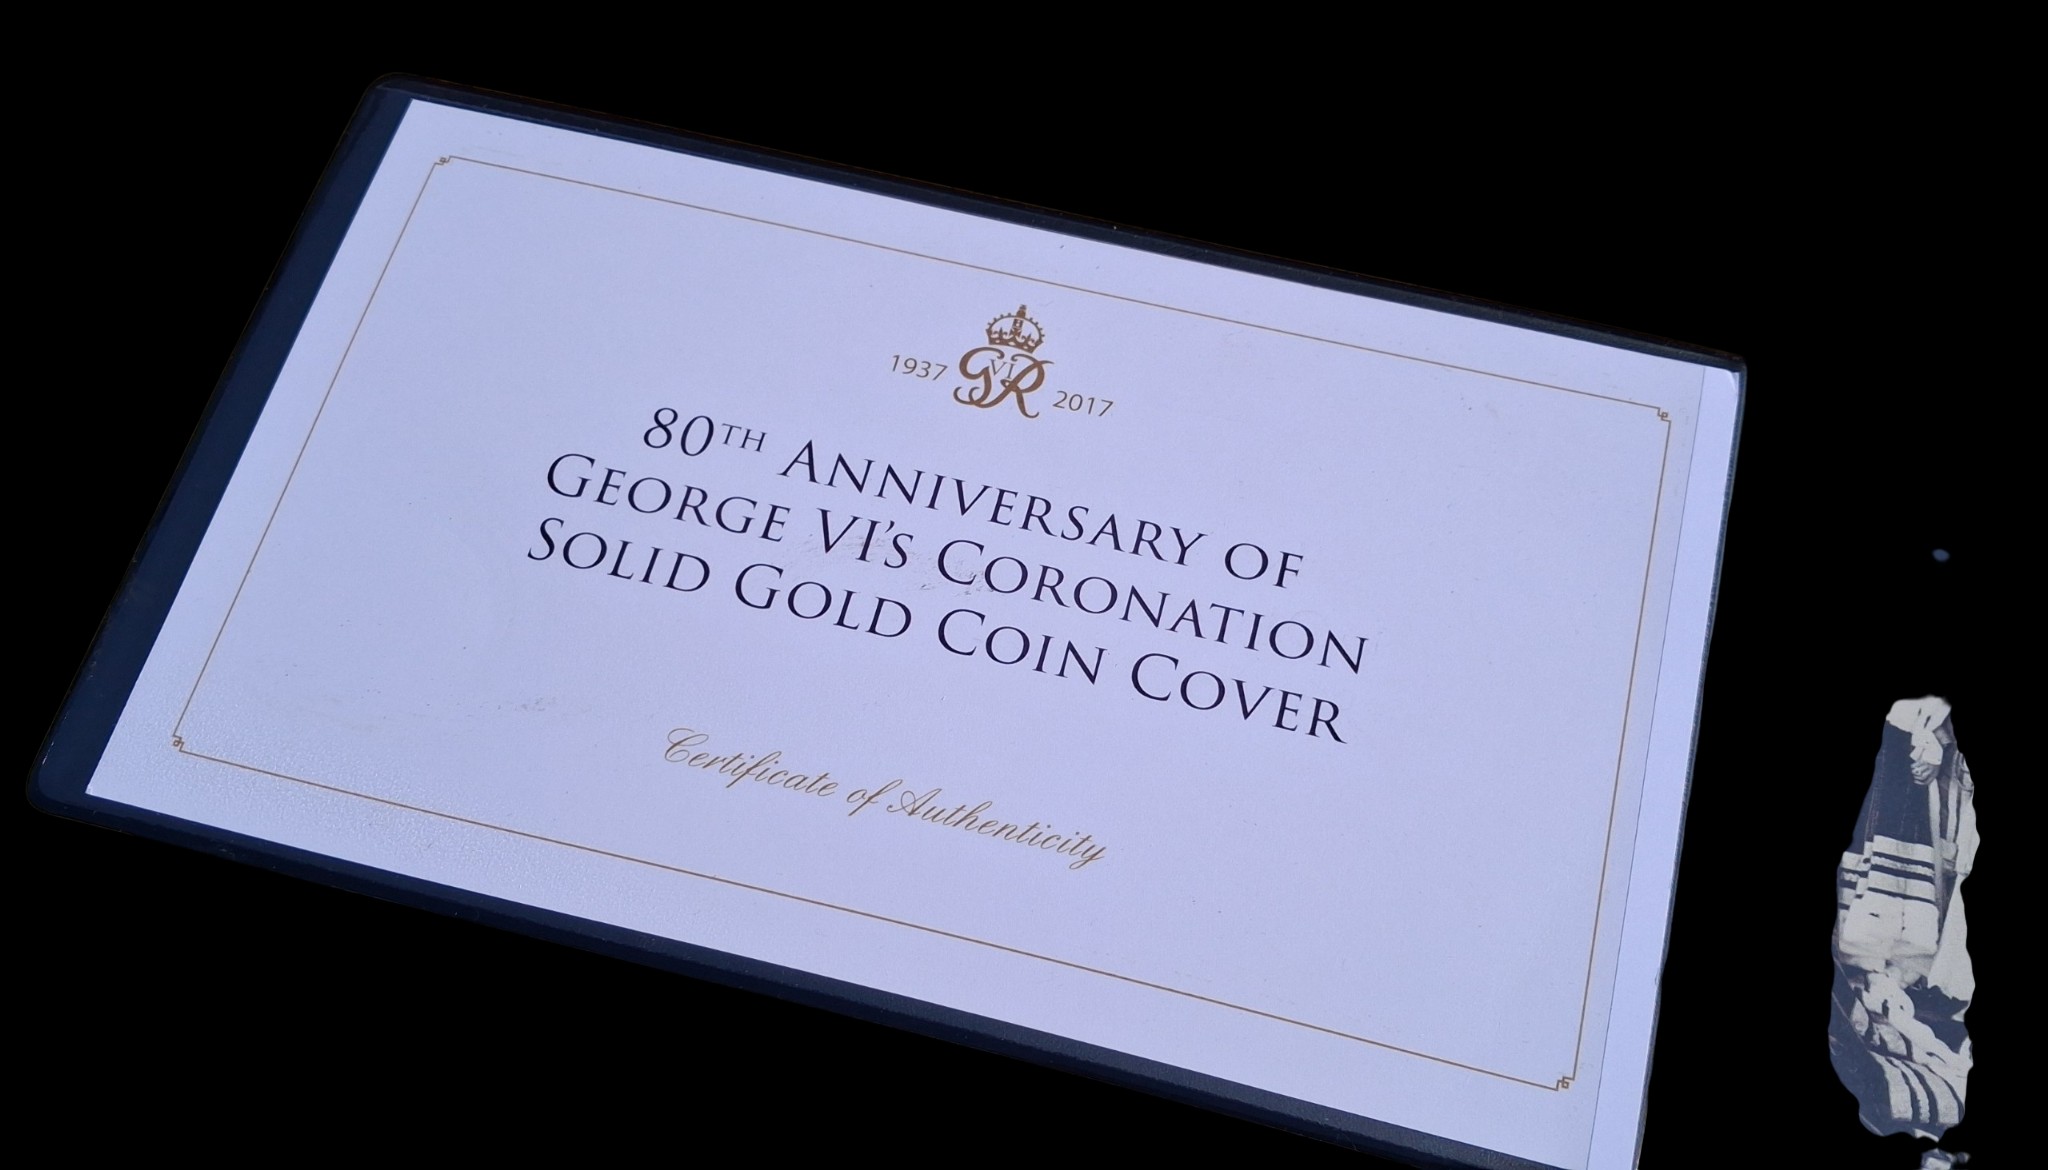 1937 GVIR 2017
80TH ANNIVERSARY OF
GEORGE VI'S CORONATION
SOLID GOLD COIN COVER
Certificate of Authenticity